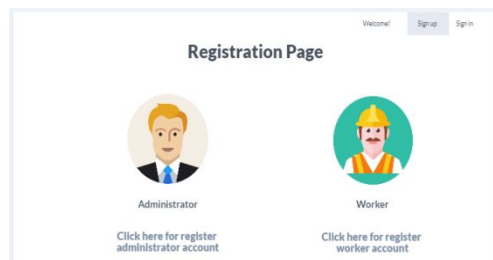 Welcome! Sign up Sign in
Registration Page
Administrator Worker
Click here for register Click here for register
administrator account worker account